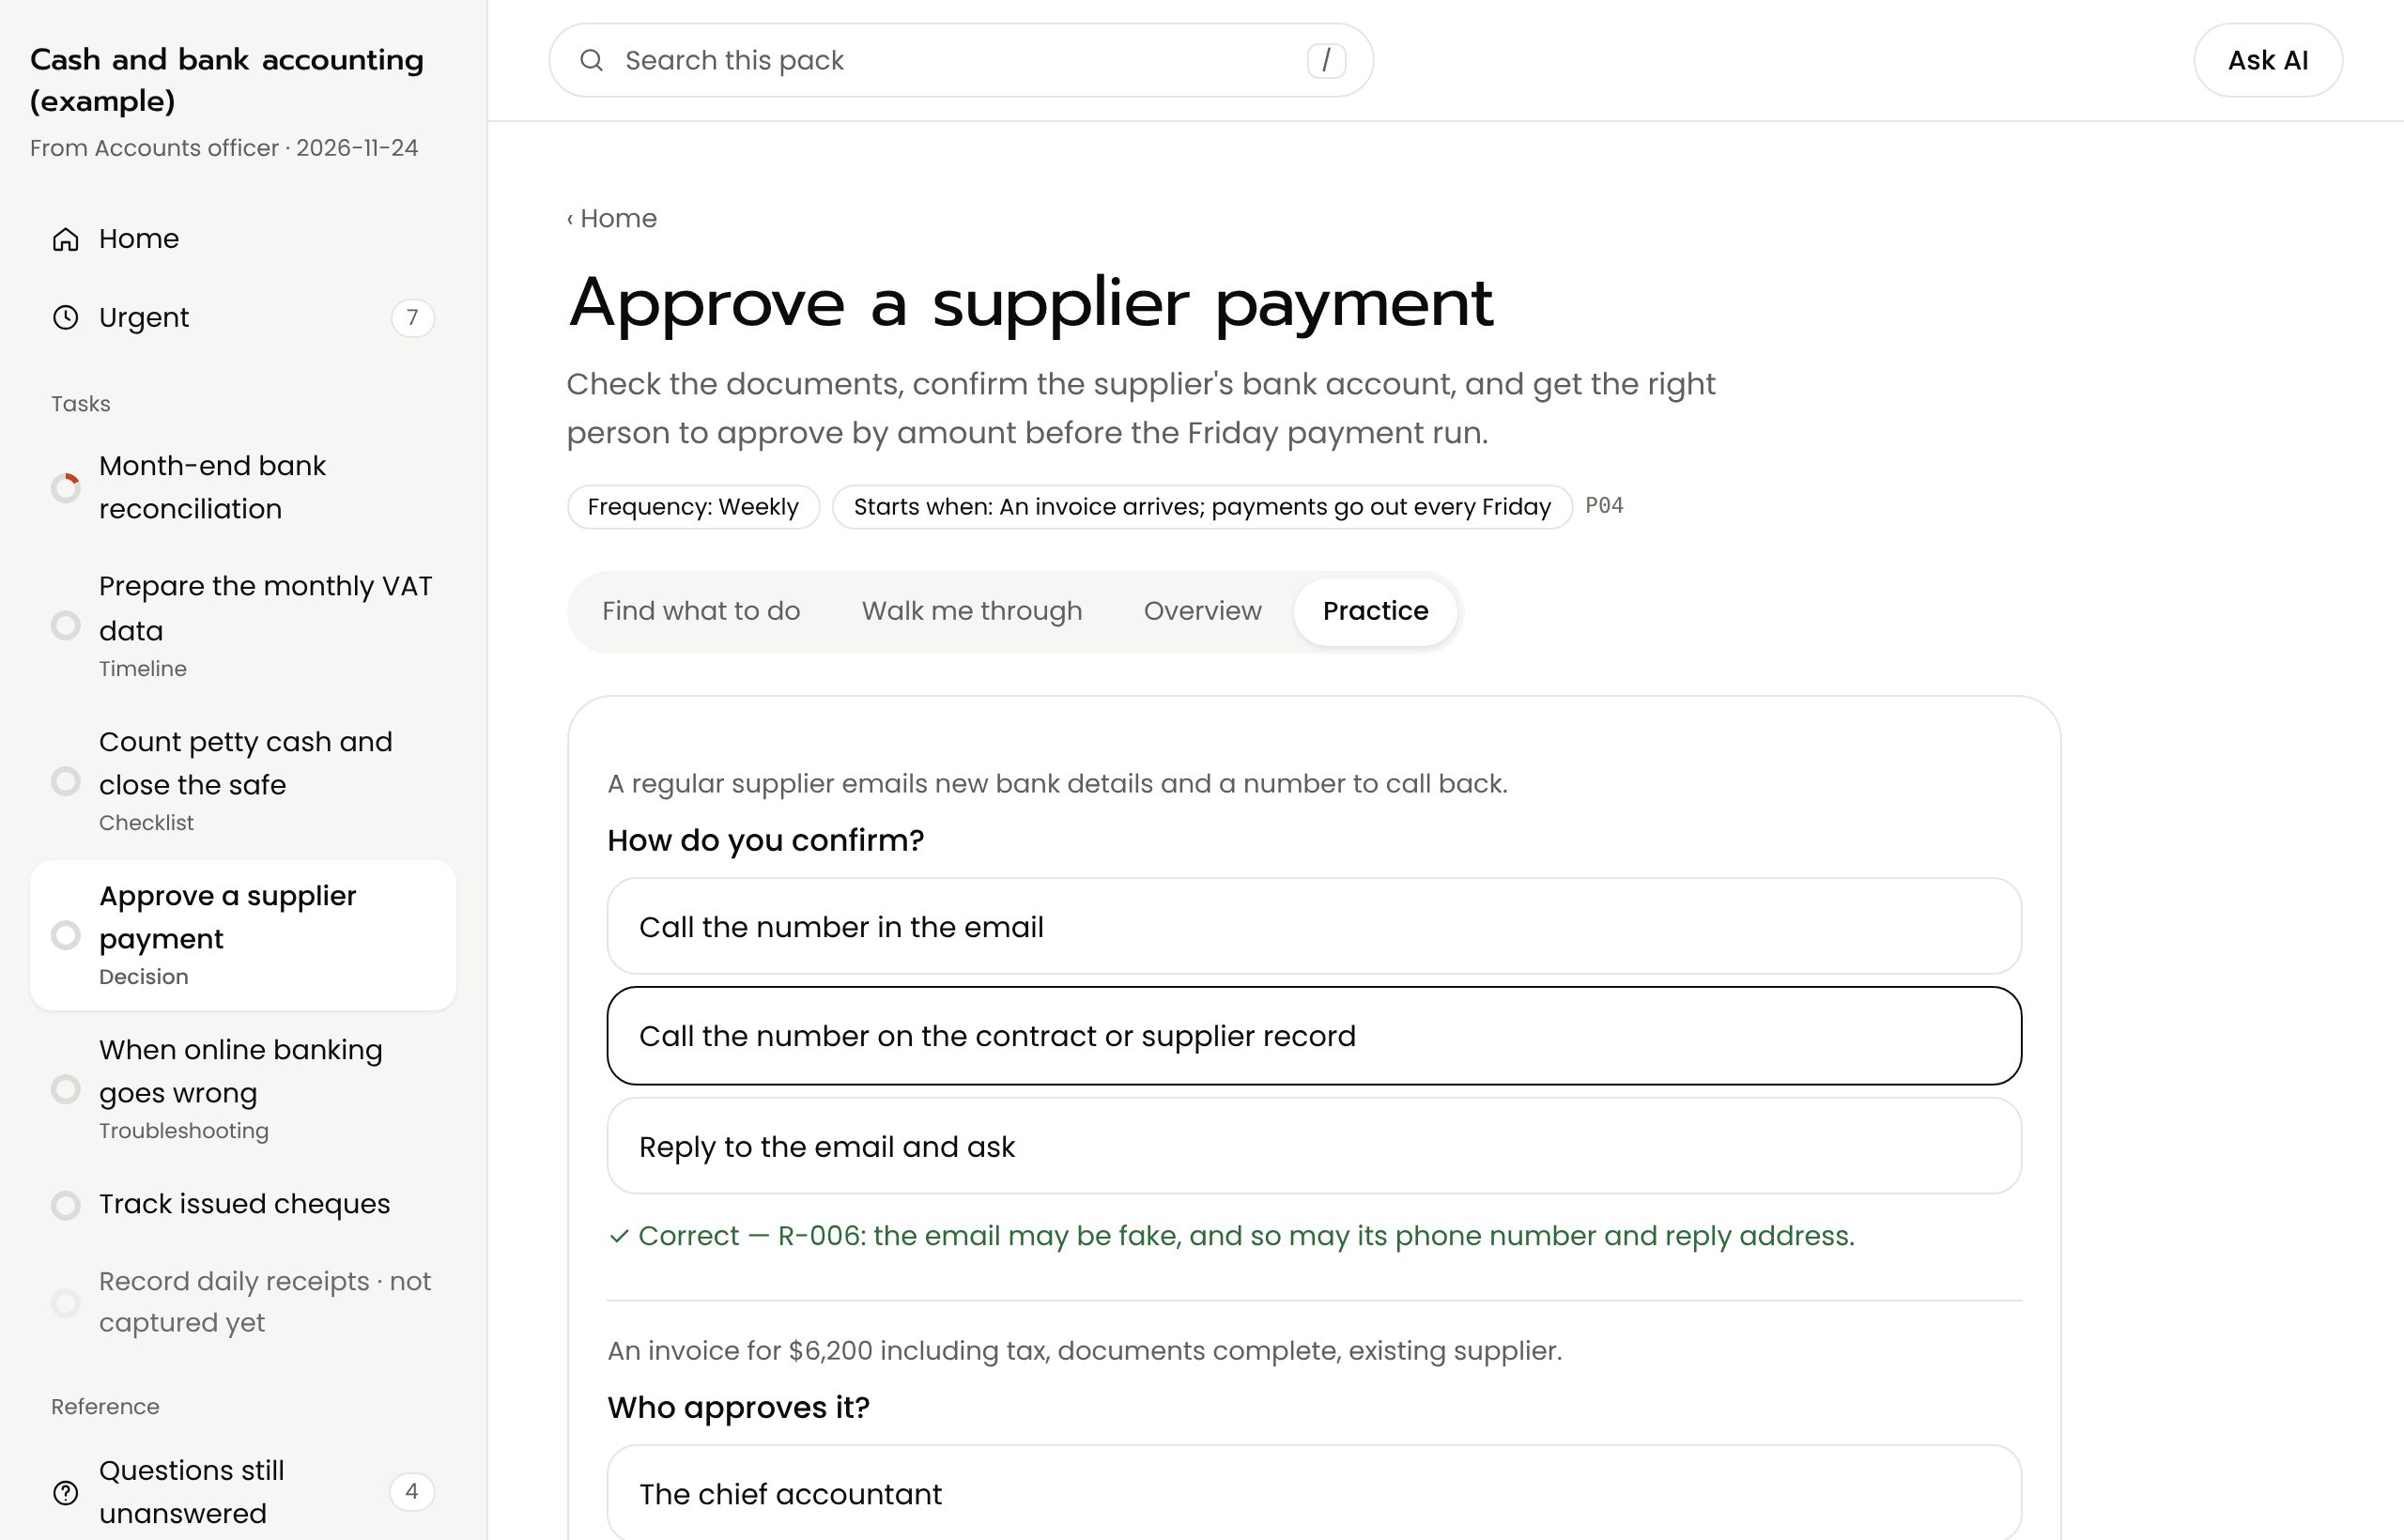 Cash and bank accounting
(example)
From Accounts officer · 2026-11-24
Home
Urgent
7
Tasks
Month-end bank
reconciliation
Prepare the monthly VAT
data
Timeline
Count petty cash and
close the safe
Checklist
Approve a supplier
payment
Decision
When online banking
goes wrong
Troubleshooting
Track issued cheques
Record daily receipts · not
captured yet
Reference
Questions still
unanswered
4
Search this pack
/
Ask AI
‹ Home
Approve a supplier payment
Check the documents, confirm the supplier's bank account, and get the right
person to approve by amount before the Friday payment run.
Frequency: Weekly
Starts when: An invoice arrives; payments go out every Friday
P04
Find what to do
Walk me through
Overview
Practice
A regular supplier emails new bank details and a number to call back.
How do you confirm?
Call the number in the email
Call the number on the contract or supplier record
Reply to the email and ask
✓ Correct — R-006: the email may be fake, and so may its phone number and reply address.
An invoice for $6,200 including tax, documents complete, existing supplier.
Who approves it?
The chief accountant